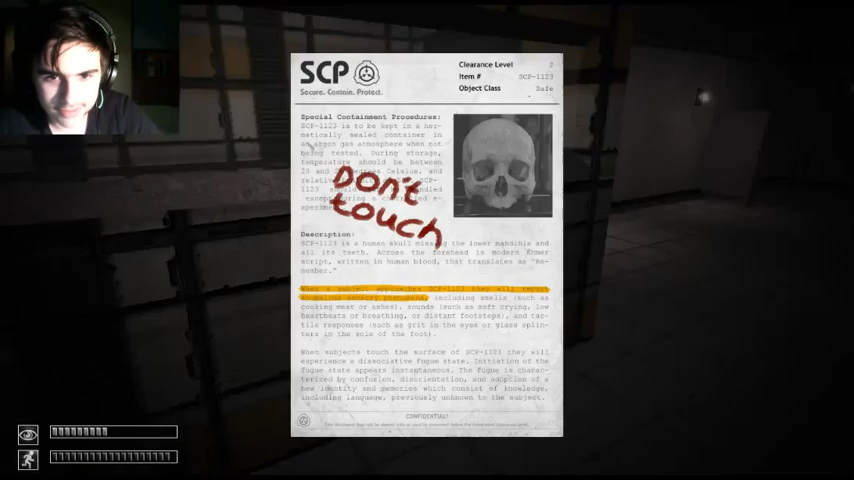 SCP
Secure. Contain. Protect.
Clearance Level 2
Item # SCP-1123
Object Class Safe
Special Containment Procedures:
SCP-1123 is to be kept in a her-
metically sealed container in
an argon gas atmosphere when not
being tested. During storage,
temperature should be between
20 and Celsius, and
SCP-
1123
Don't
touch
Description:
SCP-1123 is a human skull missing the lower mandible and
all its teeth. Across the forehead is modern Khmer
script, written in human blood, that translates as "Re-
member."
When a subject approaches SCP-1123 they will report
anomalous sensory phenomena, including smells (such as
cooking meat or ashes), sounds (such as soft crying, low
heartbeats or breathing, or distant footsteps), and tac-
tile responses (such as grit in the eyes or glass splin-
ters in the sole of the foot).
When subjects touch the surface of SCP-1123 they will
experience a dissociative fugue state. Initiation of the
fugue state appears instantaneous. The fugue is charac-
terized by confusion, disorientation, and adoption of a
new identity and memories which consist of knowledge,
including language, previously unknown to the subject.
CONFIDENTIAL!